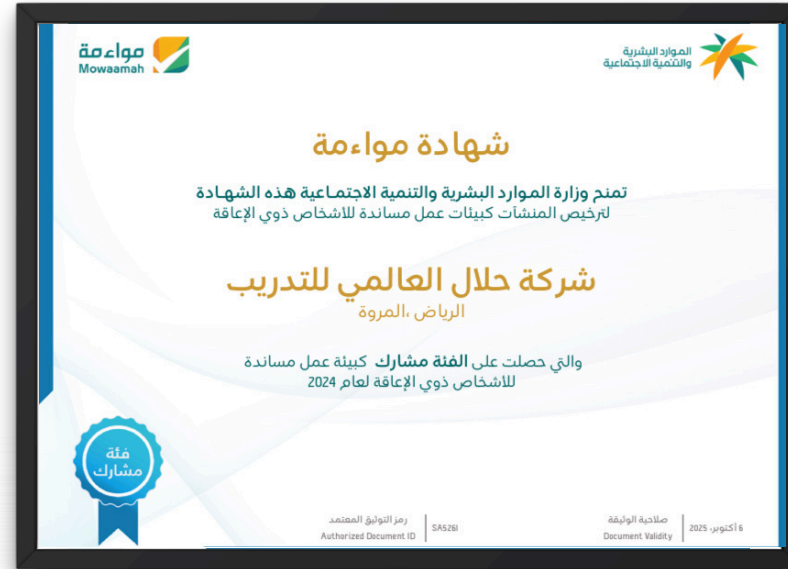 مواءمة
Mowaamah
الموارد البشرية
والتنمية الاجتماعية
شهادة مواءمة
تمنح وزارة الموارد البشرية والتنمية الاجتماعية هذه الشهادة
لترخيص المنشآت كبيئات عمل مساندة للأشخاص ذوي الإعاقة
شركة حلال العالمي للتدريب
الرياض ،المروة
والتي حصلت على الفئة مشارك كبيئة عمل مساندة
للأشخاص ذوي الإعاقة لعام 2024
فئة
مشارك
رمز التوثيق المعتمد
Authorized Document ID
SA5261
صلاحية الوثيقة
Document Validity
6 أكتوبر، 2025